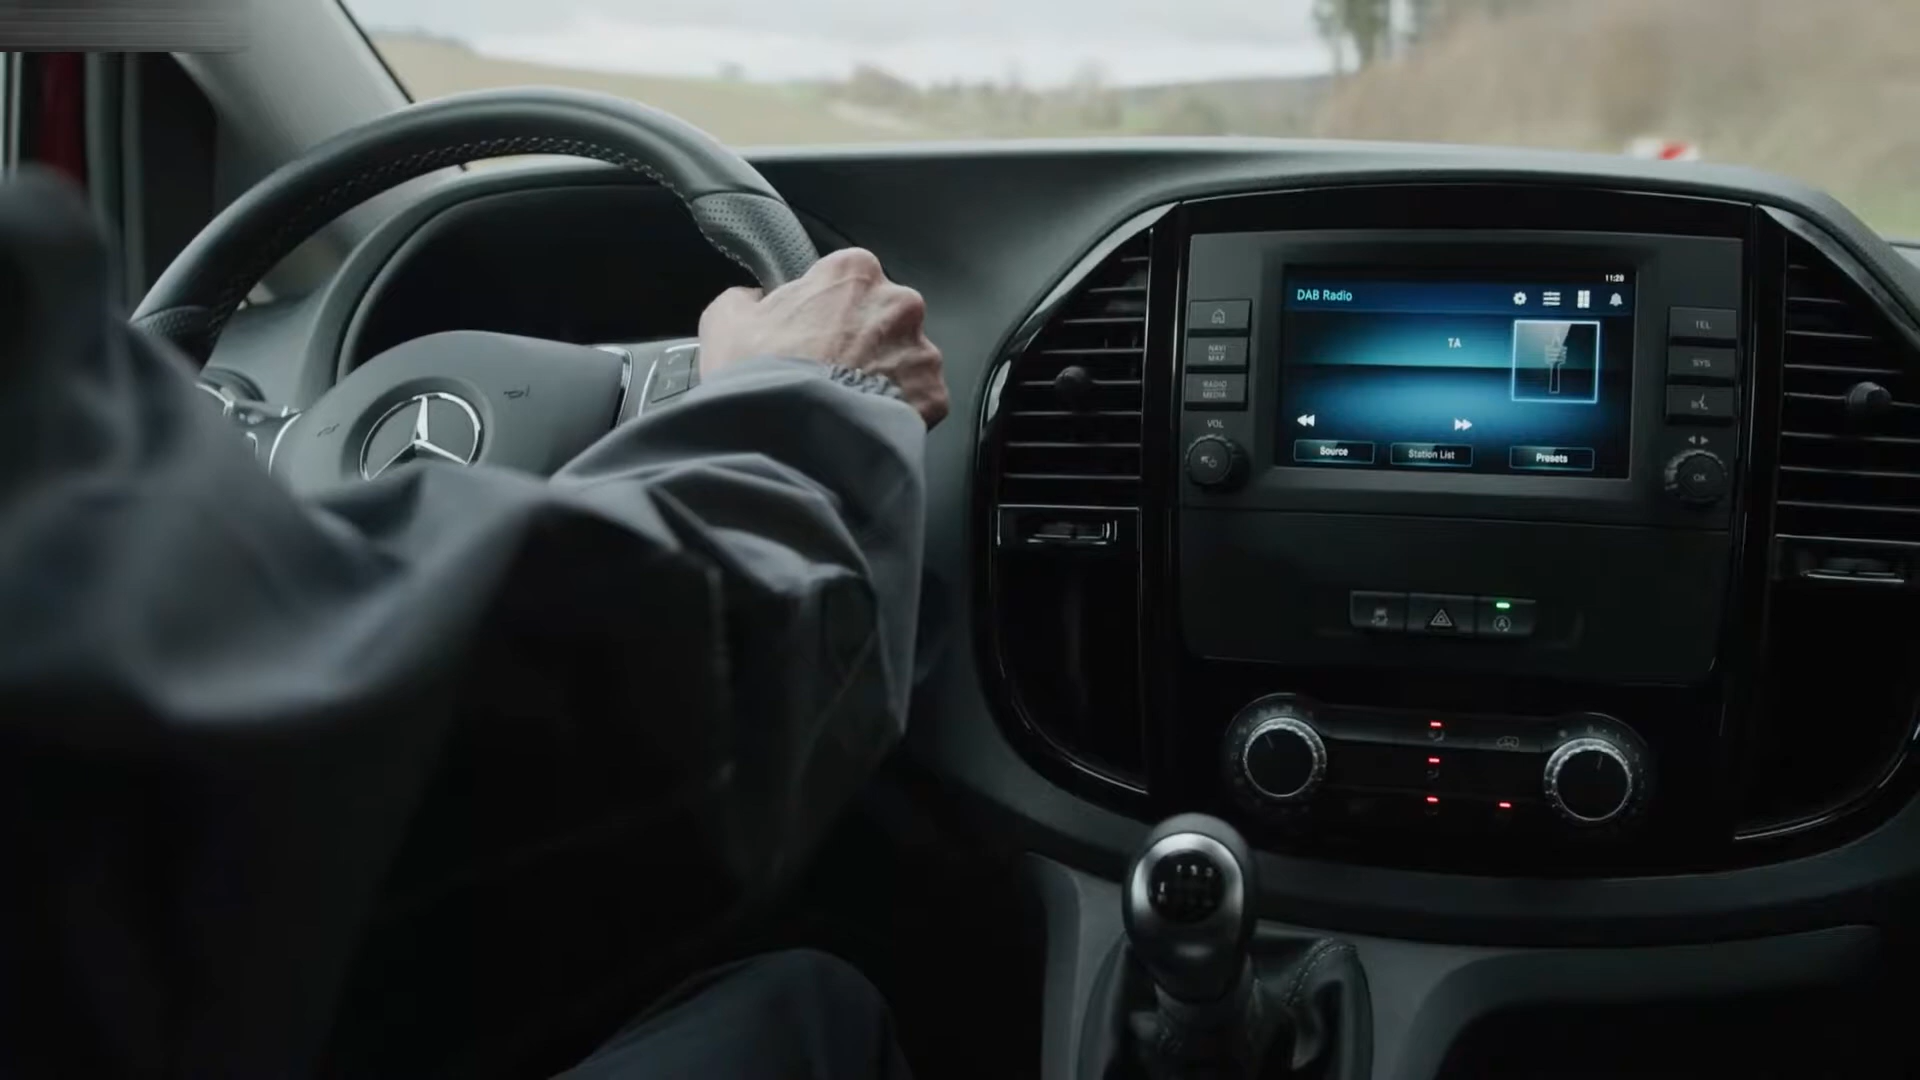 11:20
DAB Radio
TA
Source
Station List
Presets
NAVI
MAP
RADIO
MEDIA
VOL
TEL
SYS
OK